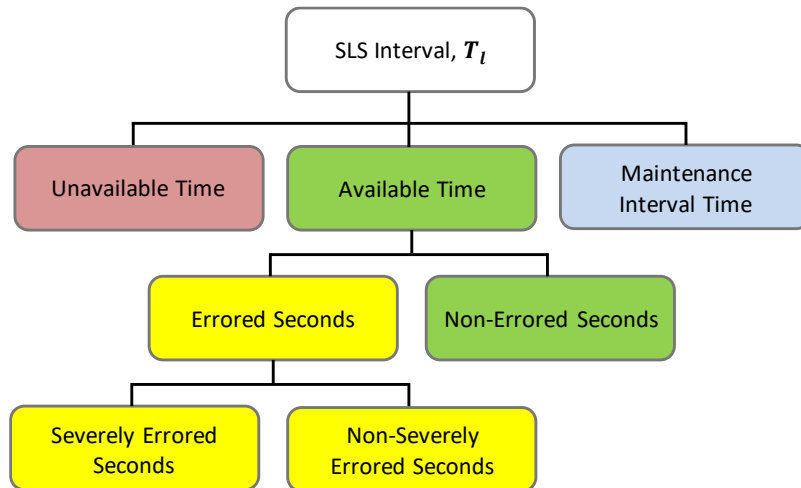 SLS Interval, T_l
Unavailable Time
Available Time
Maintenance
Interval Time
Errored Seconds
Non-Errored Seconds
Severely Errored
Seconds
Non-Severely
Errored Seconds